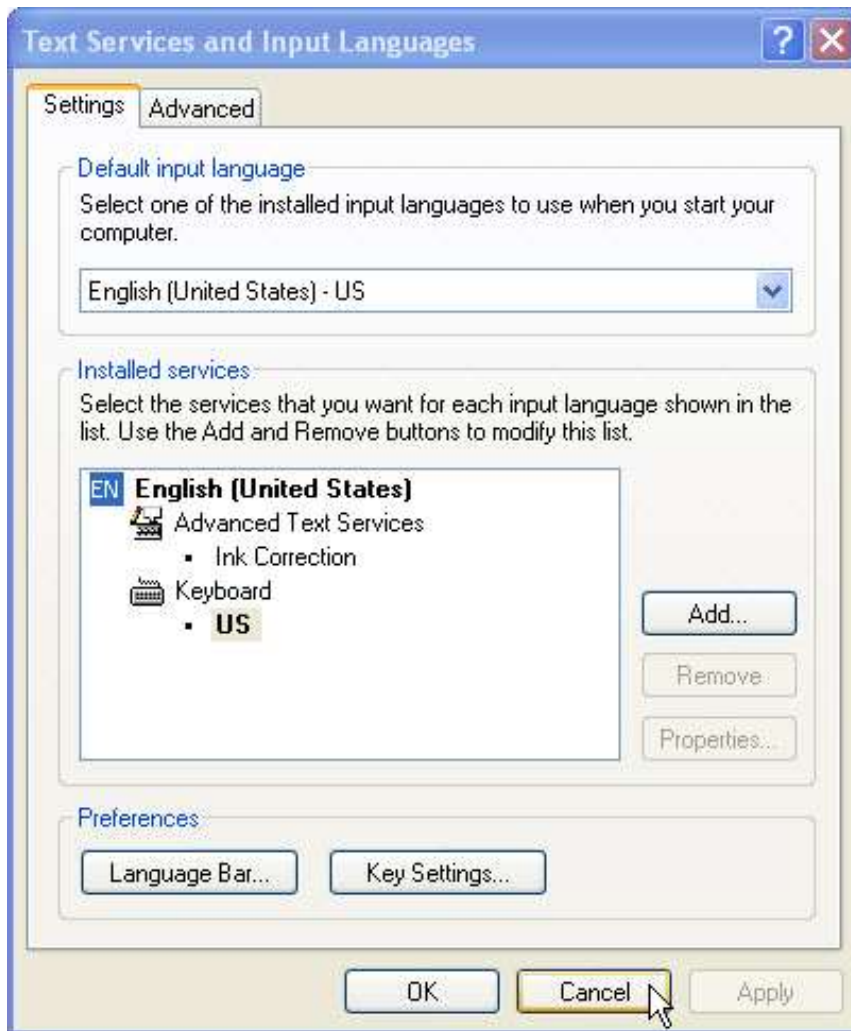 Text Services and Input Languages
Settings
Advanced
Default input language
Select one of the installed input languages to use when you start your
computer.
English (United States) - US
Installed services
Select the services that you want for each input language shown in the
list. Use the Add and Remove buttons to modify this list.
EN English (United States)
Advanced Text Services
Ink Correction
Keyboard
US
Add...
Remove
Properties...
Preferences
Language Bar...
Key Settings...
OK
Cancel
Apply